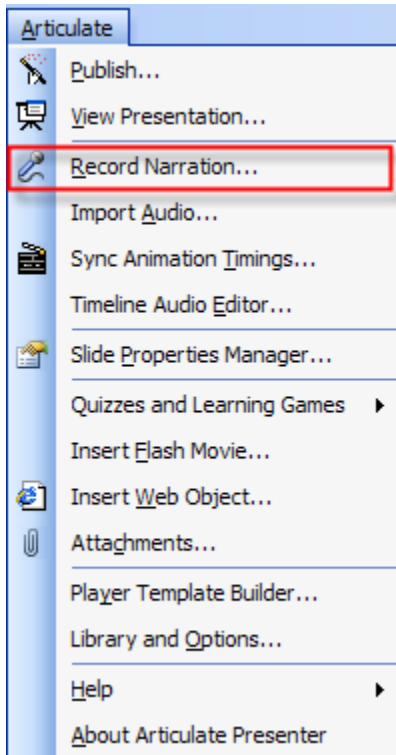 Articulate
Publish...
View Presentation...
Record Narration...
Import Audio...
Sync Animation Timings...
Timeline Audio Editor...
Slide Properties Manager...
Quizzes and Learning Games
Insert Flash Movie...
Insert Web Object...
Attachments...
Player Template Builder...
Library and Options...
Help
About Articulate Presenter